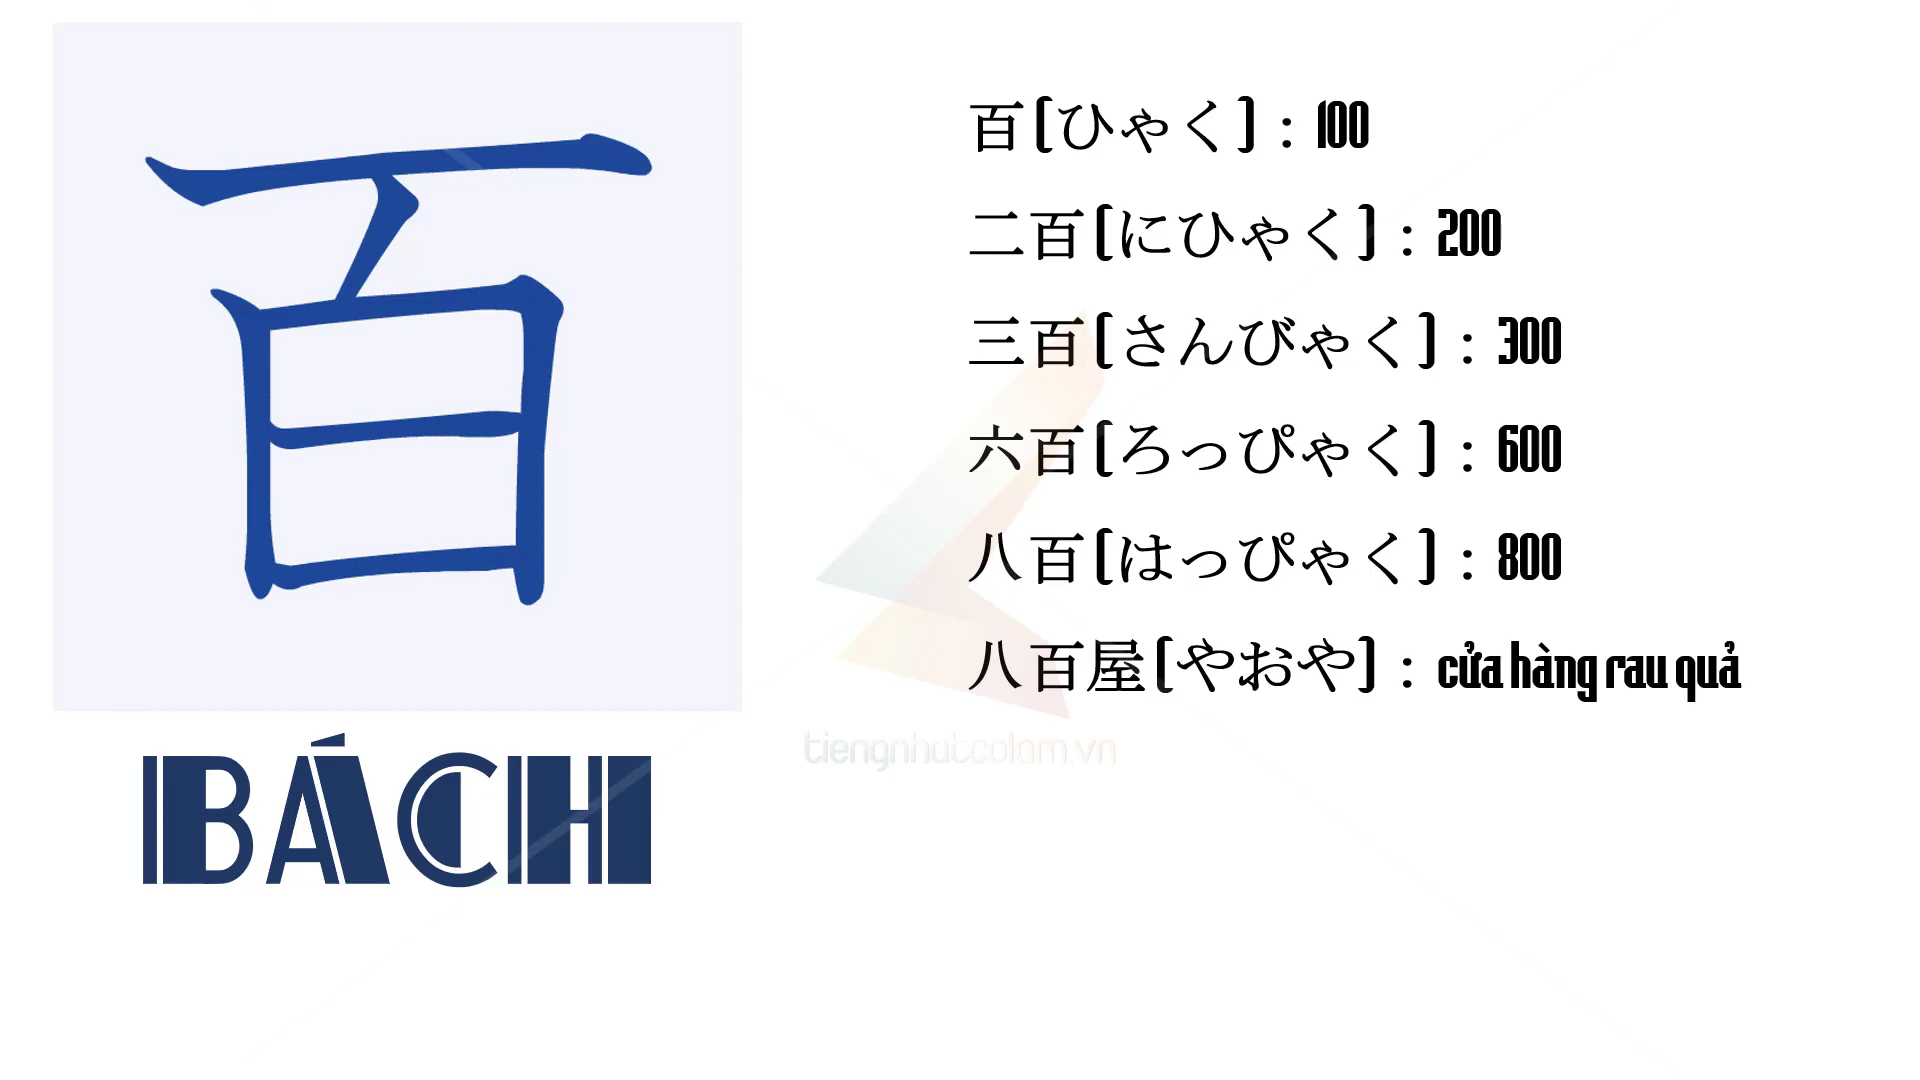 百
BÁCH
百(ひゃく):100
二百(にひゃく):200
三百(さんびゃく):300
六百(ろっぴゃく):600
八百(はっぴゃく):800
八百屋(やおや):cửa hàng rau quả
tiengnhatcolam.vn